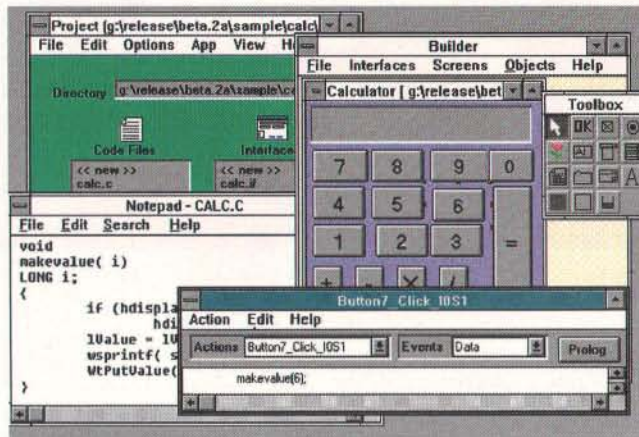 Project (g:\release\beta.2a\sample\calc\
File Edit Options App View
Directory g:\release\beta.2a\sample\ca
Code Files
Interface
<< new >>
calc.c
<< new >>
calc.if
Builder
File Interfaces Screens Objects Help
Calculator [ g:\release\bet
7 8 9 0
4 5 6
1 2 3 =
+ - × /
Toolbox
OK
A
Notepad - CALC.C
File Edit Search Help
void
makevalue( i)
LONG i;
{
if (hdispla
hdi
lValue = lV
wsprintf( s
WtPutValue(
}
Button7_Click_I0S1
Action Edit Help
Actions Button7_Click_I0S1 Events Data Prolog
makevalue(6);